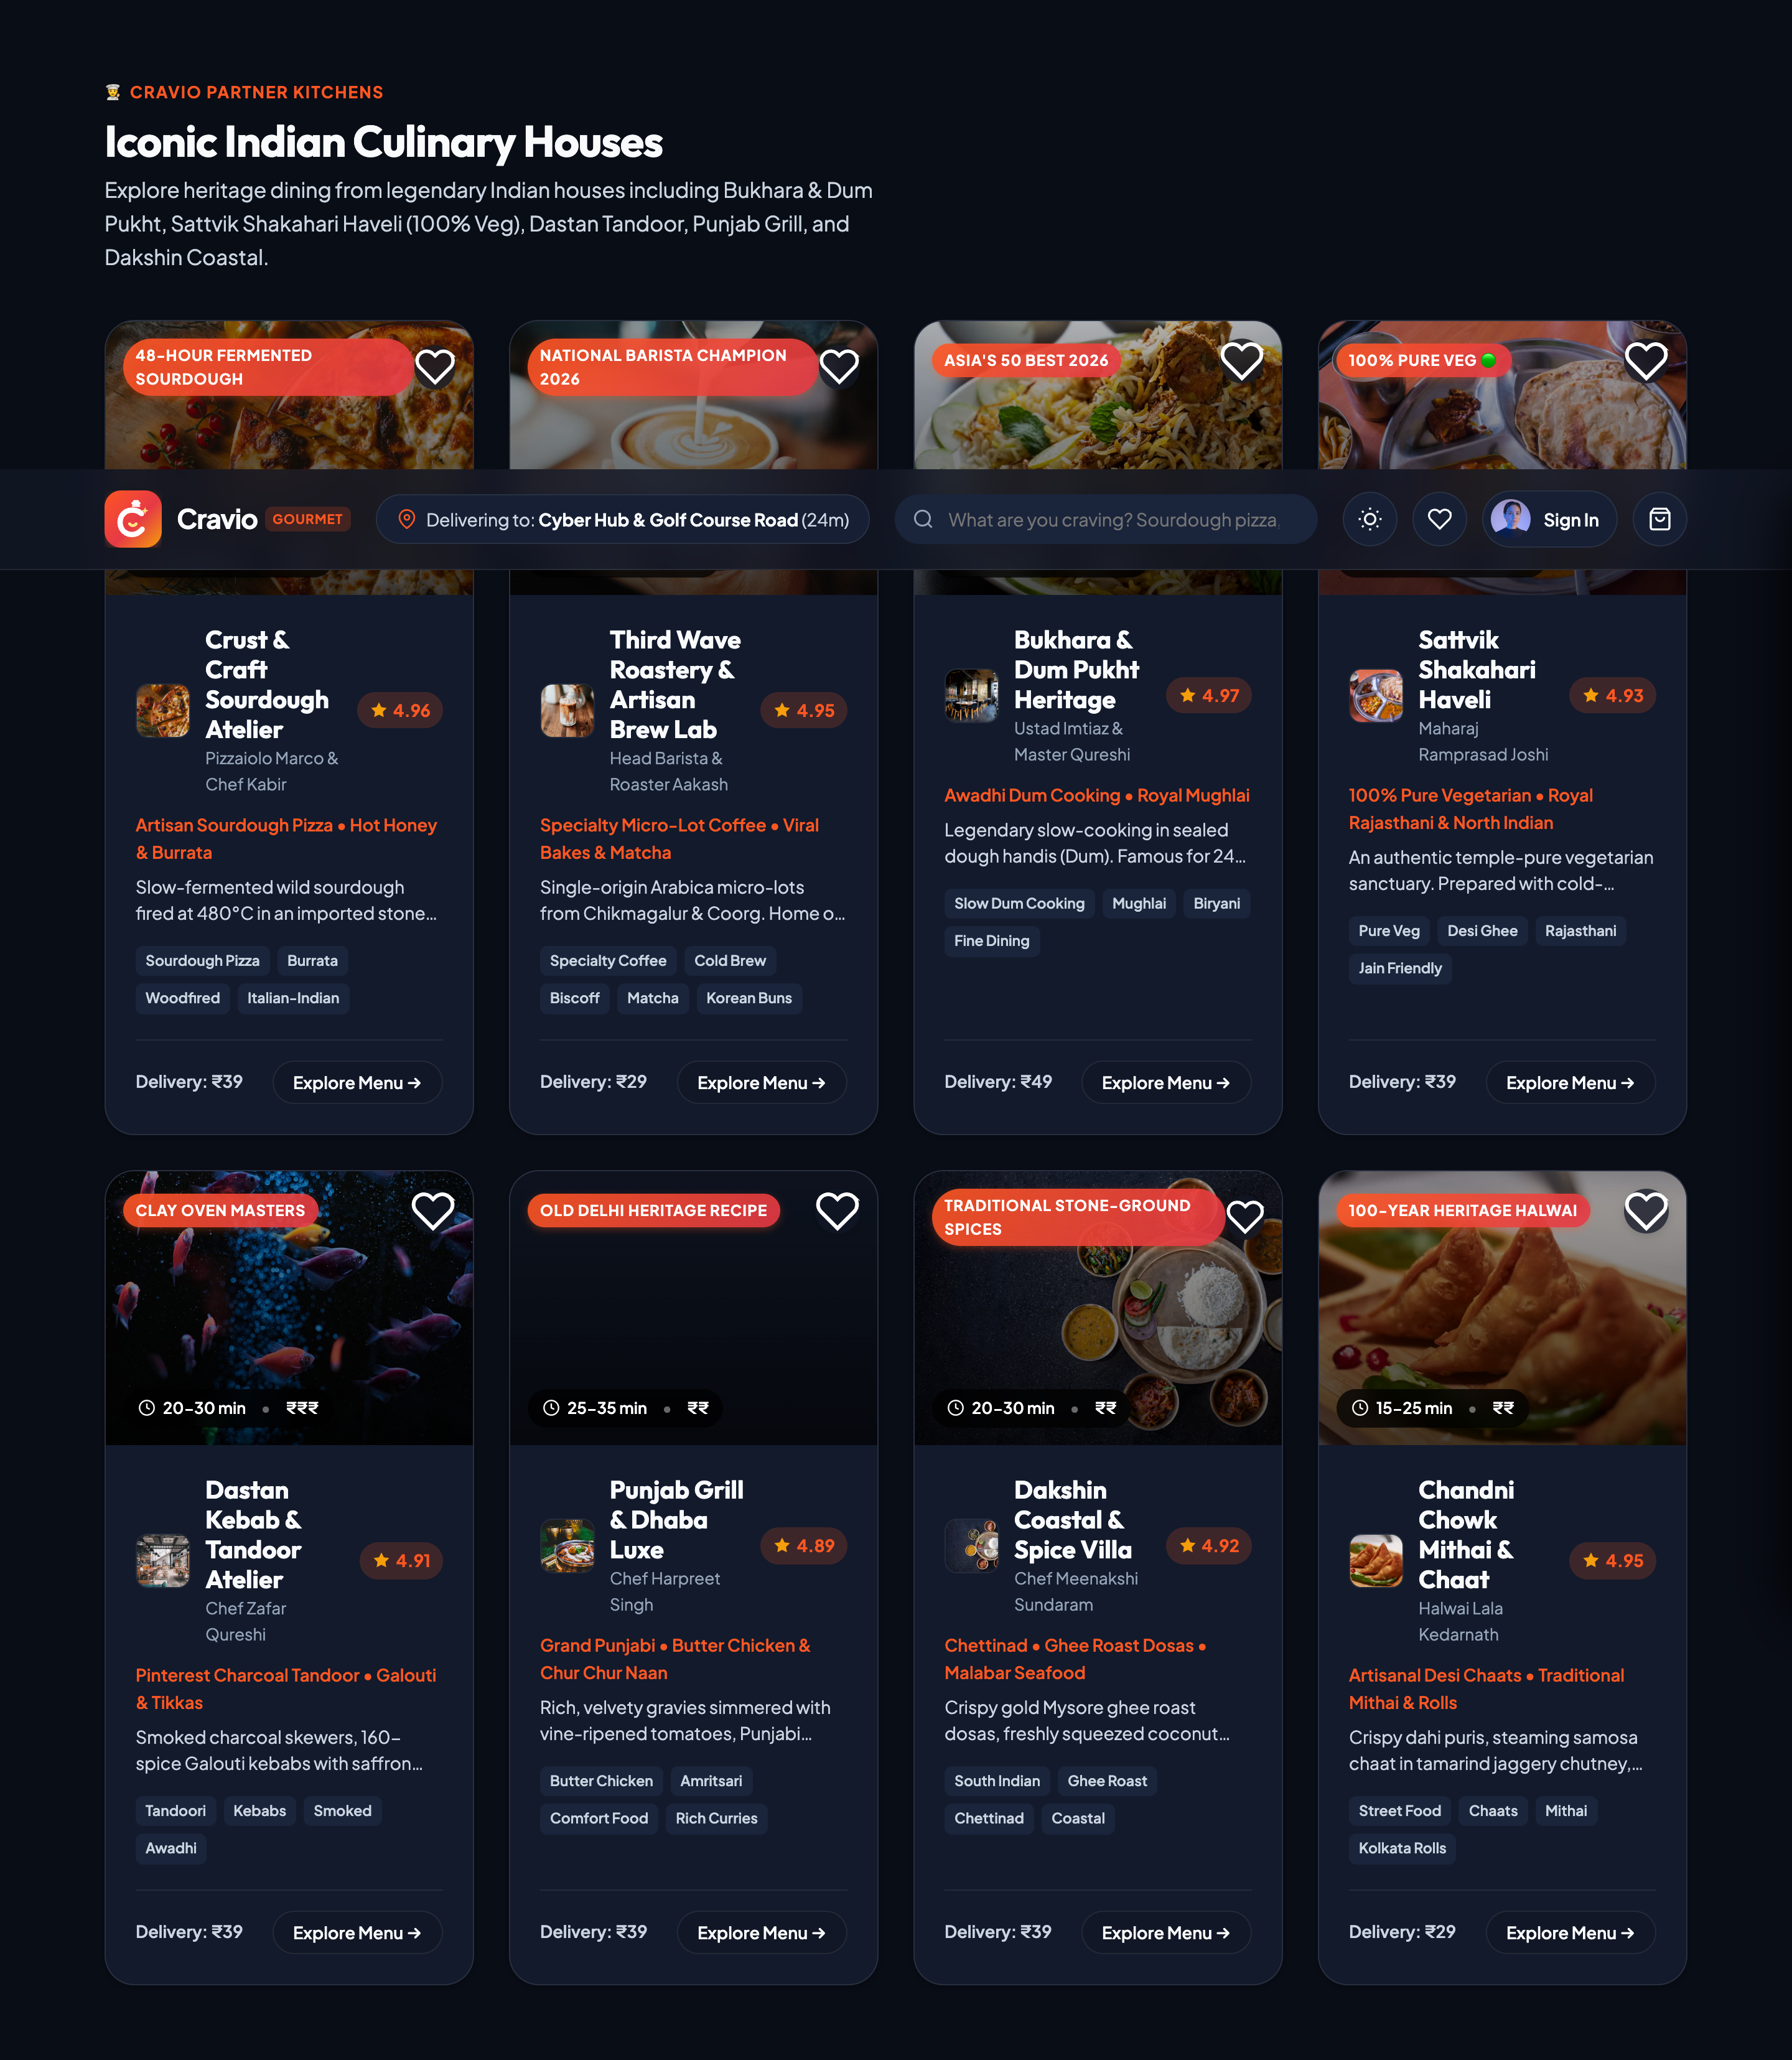 CRAVIO PARTNER KITCHENS
Iconic Indian Culinary Houses
Explore heritage dining from legendary Indian houses including Bukhara & Dum
Pukht, Sattvik Shakahari Haveli (100% Veg), Dastan Tandoor, Punjab Grill, and
Dakshin Coastal.
48-HOUR FERMENTED
SOURDOUGH
NATIONAL BARISTA CHAMPION
2026
ASIA'S 50 BEST 2026
100% PURE VEG
Cravio GOURMET
Delivering to: Cyber Hub & Golf Course Road (24m)
What are you craving? Sourdough pizza,
Sign In
Crust &
Craft
Sourdough
Atelier
Pizzaiolo Marco &
Chef Kabir
4.96
Artisan Sourdough Pizza • Hot Honey
& Burrata
Slow-fermented wild sourdough
fired at 480°C in an imported stone...
Sourdough Pizza
Burrata
Woodfired
Italian-Indian
Delivery: ₹39
Explore Menu →
Third Wave
Roastery &
Artisan
Brew Lab
Head Barista &
Roaster Aakash
4.95
Specialty Micro-Lot Coffee • Viral
Bakes & Matcha
Single-origin Arabica micro-lots
from Chikmagalur & Coorg. Home o...
Specialty Coffee
Cold Brew
Biscoff
Matcha
Korean Buns
Delivery: ₹29
Explore Menu →
Bukhara &
Dum Pukht
Heritage
Ustad Imtiaz &
Master Qureshi
4.97
Awadhi Dum Cooking • Royal Mughlai
Legendary slow-cooking in sealed
dough handis (Dum). Famous for 24...
Slow Dum Cooking
Mughlai
Biryani
Fine Dining
Delivery: ₹49
Explore Menu →
Sattvik
Shakahari
Haveli
Maharaj
Ramprasad Joshi
4.93
100% Pure Vegetarian • Royal
Rajasthani & North Indian
An authentic temple-pure vegetarian
sanctuary. Prepared with cold-...
Pure Veg
Desi Ghee
Rajasthani
Jain Friendly
Delivery: ₹39
Explore Menu →
CLAY OVEN MASTERS
20-30 min • ₹₹₹
Dastan
Kebab &
Tandoor
Atelier
Chef Zafar
Qureshi
4.91
Pinterest Charcoal Tandoor • Galouti
& Tikkas
Smoked charcoal skewers, 160-
spice Galouti kebabs with saffron...
Tandoori
Kebabs
Smoked
Awadhi
Delivery: ₹39
Explore Menu →
OLD DELHI HERITAGE RECIPE
25-35 min • ₹₹
Punjab Grill
& Dhaba
Luxe
Chef Harpreet
Singh
4.89
Grand Punjabi • Butter Chicken &
Chur Chur Naan
Rich, velvety gravies simmered with
vine-ripened tomatoes, Punjabi...
Butter Chicken
Amritsari
Comfort Food
Rich Curries
Delivery: ₹39
Explore Menu →
TRADITIONAL STONE-GROUND
SPICES
20-30 min • ₹₹
Dakshin
Coastal &
Spice Villa
Chef Meenakshi
Sundaram
4.92
Chettinad • Ghee Roast Dosas •
Malabar Seafood
Crispy gold Mysore ghee roast
dosas, freshly squeezed coconut...
South Indian
Ghee Roast
Chettinad
Coastal
Delivery: ₹39
Explore Menu →
100-YEAR HERITAGE HALWAI
15-25 min • ₹₹
Chandni
Chowk
Mithai &
Chaat
Halwai Lala
Kedarnath
4.95
Artisanal Desi Chaats • Traditional
Mithai & Rolls
Crispy dahi puris, steaming samosa
chaat in tamarind jaggery chutney,...
Street Food
Chaats
Mithai
Kolkata Rolls
Delivery: ₹29
Explore Menu →